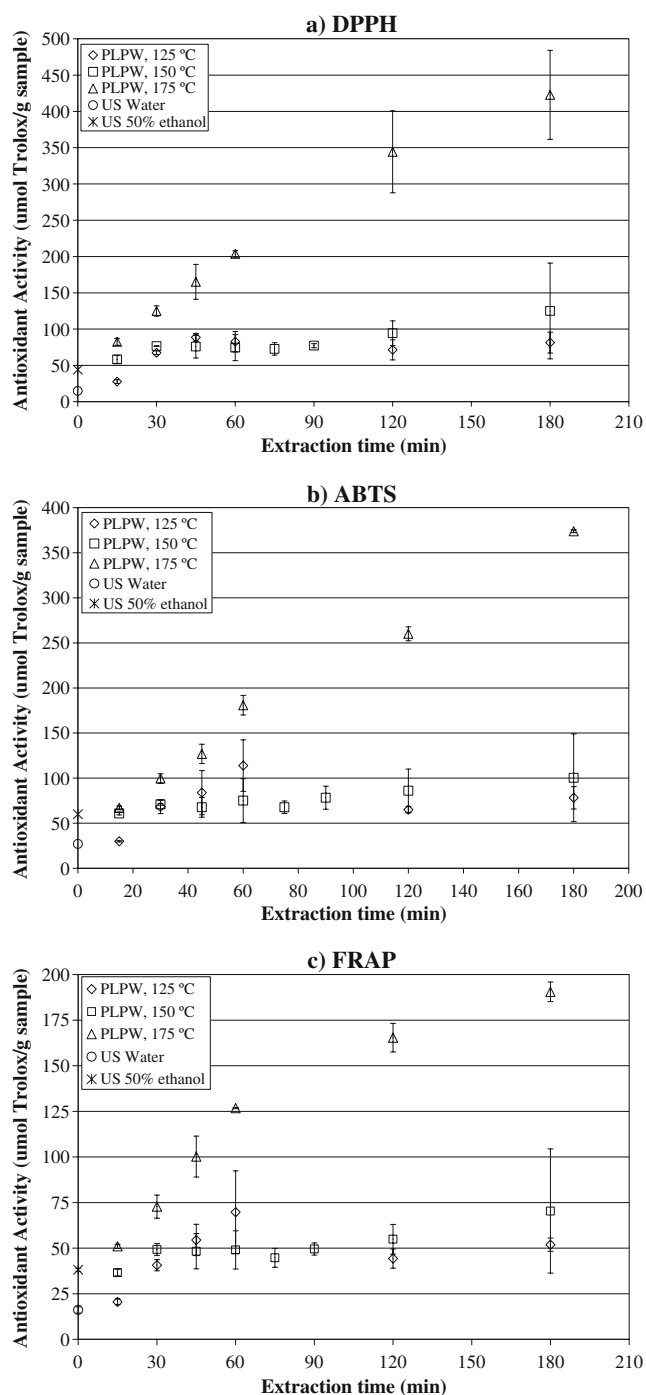 a) DPPH
500
450
400
350
300
250
200
150
100
50
0
PLPW, 125 ºC
PLPW, 150 ºC
PLPW, 175 ºC
US Water
US 50% ethanol
Antioxidant Activity (umol Trolox/g sample)
0 30 60 90 120 150 180 210
Extraction time (min)
b) ABTS
400
350
300
250
200
150
100
50
0
PLPW, 125 ºC
PLPW, 150 ºC
PLPW, 175 ºC
US Water
US 50% ethanol
Antioxidant Activity (umol Trolox/g sample)
0 20 40 60 80 100 120 140 160 180 200
Extraction time (min)
c) FRAP
200
175
150
125
100
75
50
25
0
PLPW, 125 ºC
PLPW, 150 ºC
PLPW, 175 ºC
US Water
US 50% ethanol
Antioxidant Activity (umol Trolox/g sample)
0 30 60 90 120 150 180 210
Extraction time (min)